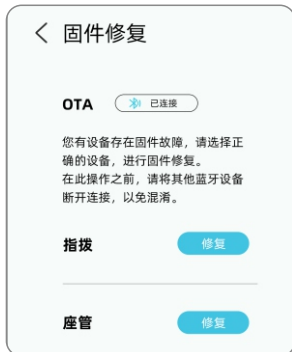 固件修复
OTA 已连接
您有设备存在固件故障，请选择正
确的设备，进行固件修复。
在此操作之前，请将其他蓝牙设备
断开连接，以免混淆。
指拨 修复
座管 修复